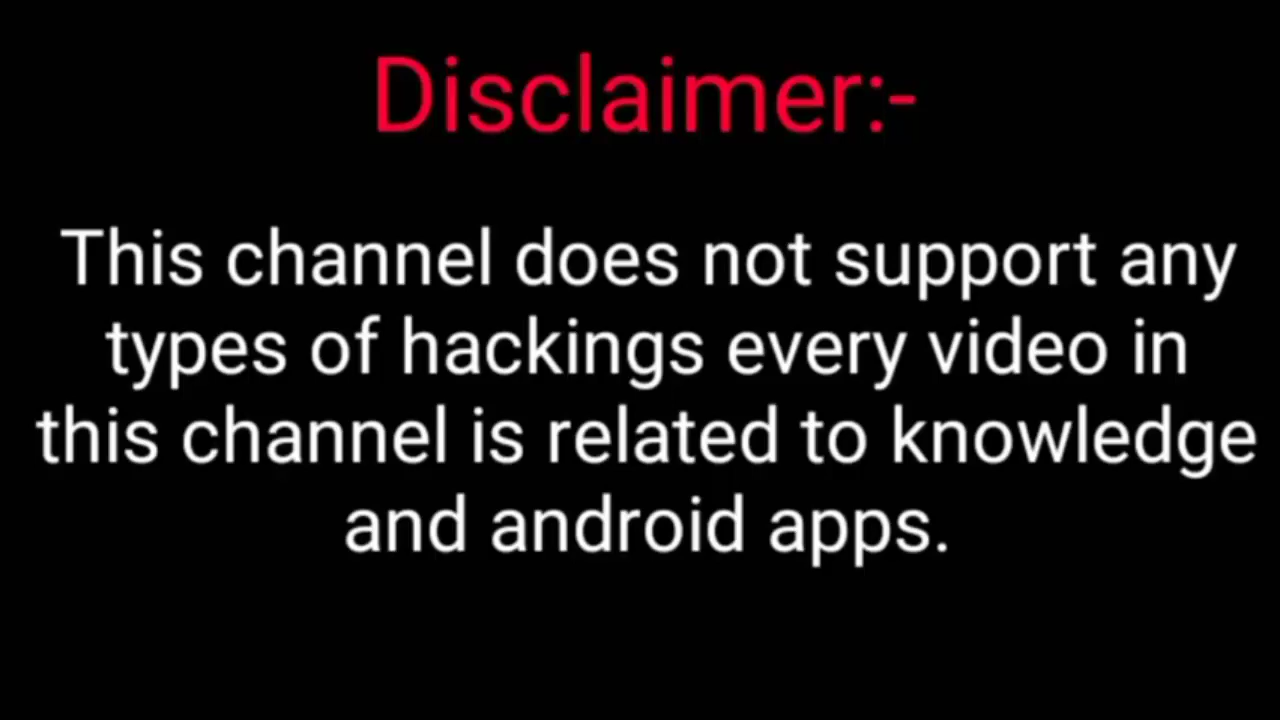 Disclaimer:-
This channel does not support any
types of hackings every video in
this channel is related to knowledge
and android apps.